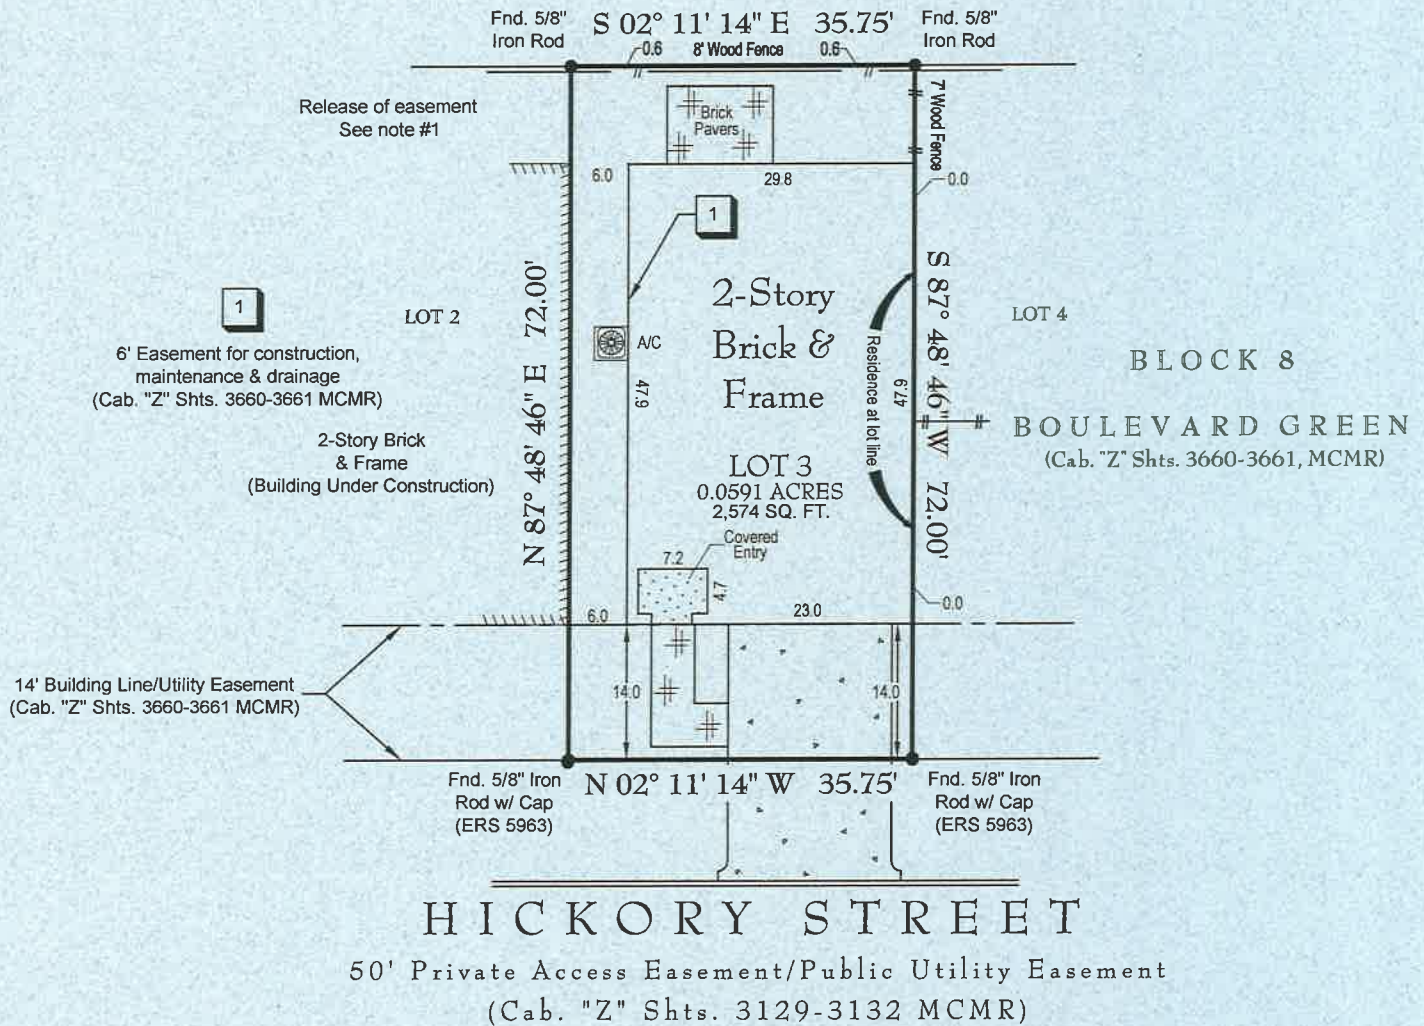 Fnd. 5/8"
Iron Rod
S 02° 11' 14" E 35.75'
Fnd. 5/8"
Iron Rod
0.6
8' Wood Fence
0.6
Release of easement
See note #1
Brick
Pavers
7' Wood Fence
6.0
29.8
0.0
1
1
6' Easement for construction,
maintenance & drainage
(Cab. "Z" Shts. 3660-3661 MCMR)
LOT 2
2-Story Brick
& Frame
(Building Under Construction)
N 87° 48' 46" E 72.00'
A/C
47.9
2-Story
Brick &
Frame
LOT 3
0.0591 ACRES
2,574 SQ. FT.
Residence at lot line
47.9
S 87° 48' 46" W 72.00'
LOT 4
BLOCK 8
BOULEVARD GREEN
(Cab. "Z" Shts. 3660-3661, MCMR)
Covered
Entry
7.2
4.7
6.0
23.0
0.0
14' Building Line/Utility Easement
(Cab. "Z" Shts. 3660-3661 MCMR)
14.0
14.0
Fnd. 5/8" Iron
Rod w/ Cap
(ERS 5963)
N 02° 11' 14" W 35.75'
Fnd. 5/8" Iron
Rod w/ Cap
(ERS 5963)
HICKORY STREET
50' Private Access Easement/Public Utility Easement
(Cab. "Z" Shts. 3129-3132 MCMR)